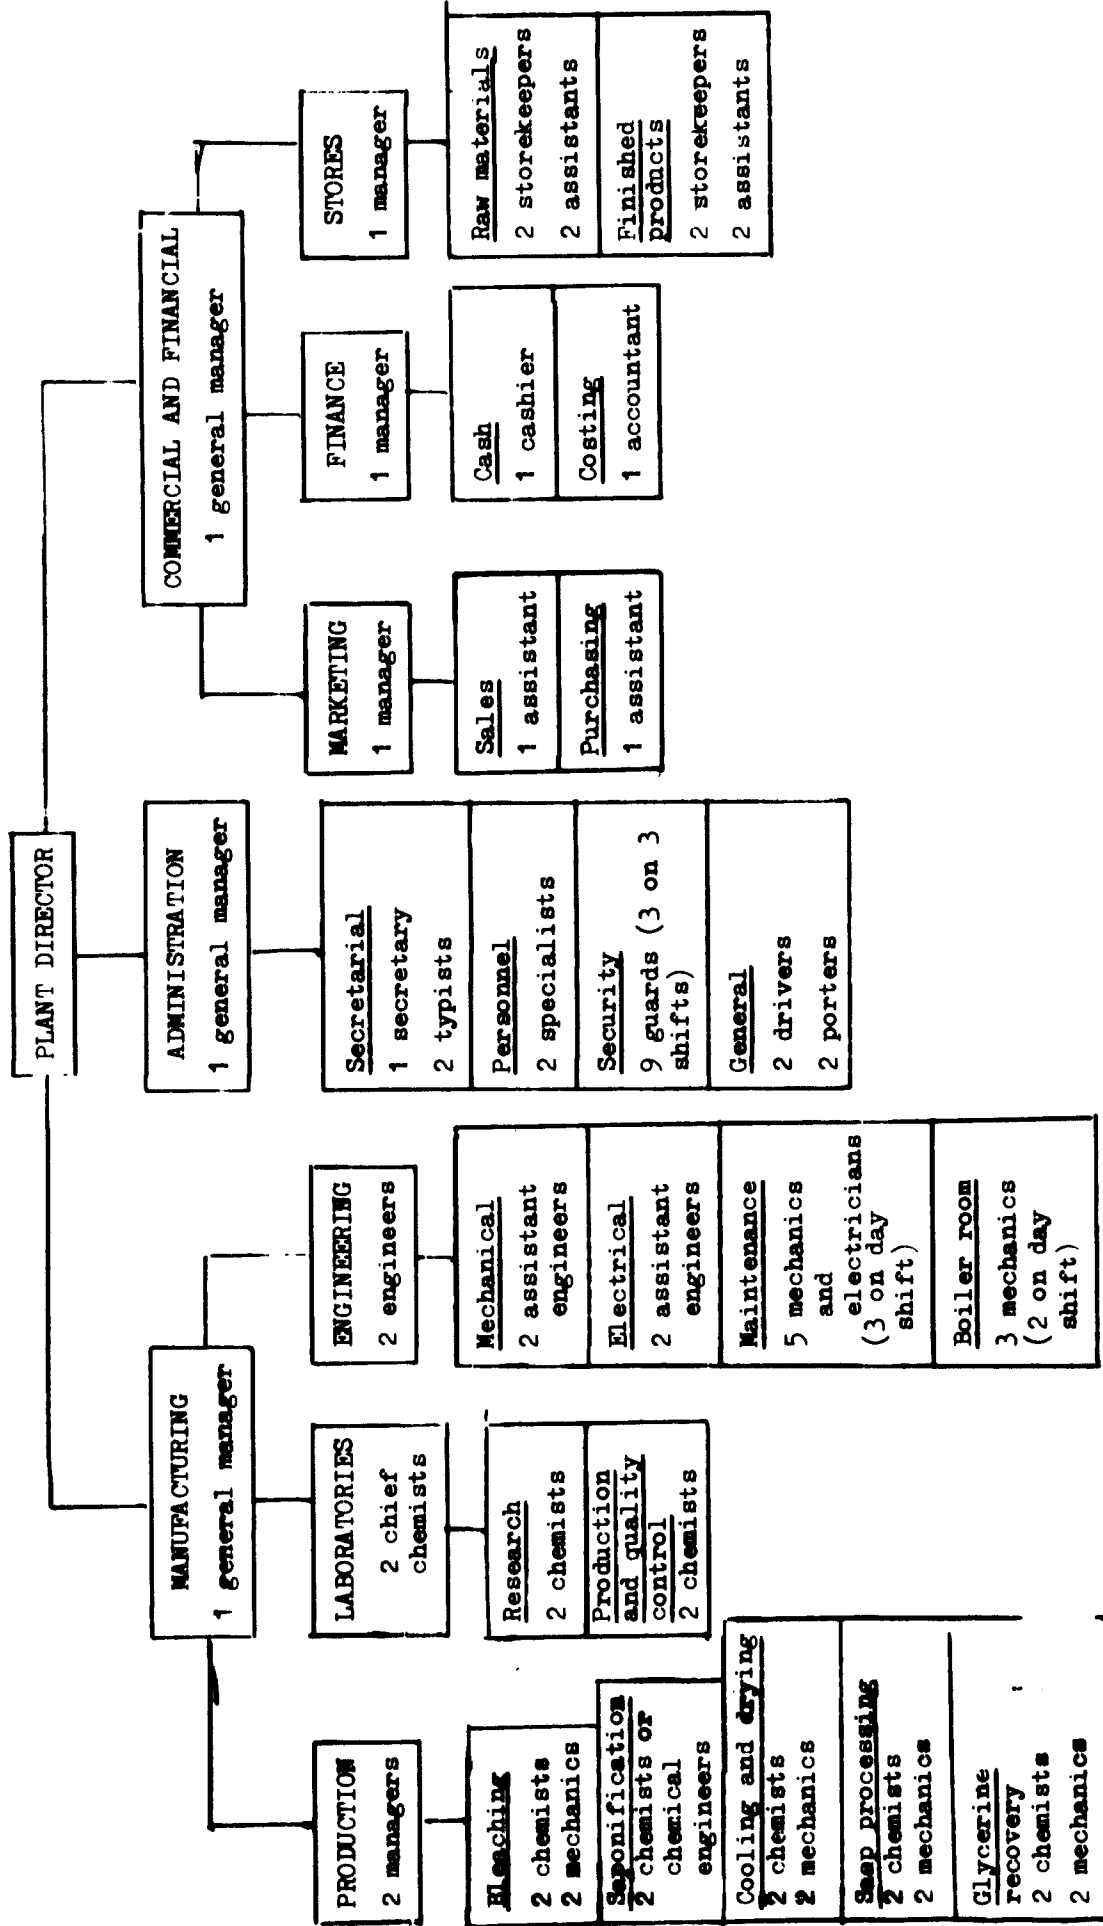 PLANT DIRECTOR
MANUFACTURING
1 general manager
ADMINISTRATION
1 general manager
COMMERCIAL AND FINANCIAL
1 general manager
PRODUCTION
2 managers
LABORATORIES
2 chief
chemists
ENGINEERING
2 engineers
MARKETING
1 manager
FINANCE
1 manager
STORES
1 manager
Bleaching
2 chemists
2 mechanics
Saponification
2 chemists or
chemical
engineers
Cooling and drying
2 chemists
2 mechanics
Soap processing
2 chemists
2 mechanics
Glycerine
recovery
2 chemists
2 mechanics
Research
2 chemists
Production
and quality
control
2 chemists
Mechanical
2 assistant
engineers
Electrical
2 assistant
engineers
Maintenance
5 mechanics
and
electricians
(3 on day
shift)
Boiler room
3 mechanics
(2 on day
shift)
Secretarial
1 secretary
2 typists
Personnel
2 specialists
Security
9 guards (3 on 3
shifts)
General
2 drivers
2 porters
Sales
1 assistant
Purchasing
1 assistant
Cash
1 cashier
Costing
1 accountant
Raw materials
2 storekeepers
2 assistants
Finished
products
2 storekeepers
2 assistants